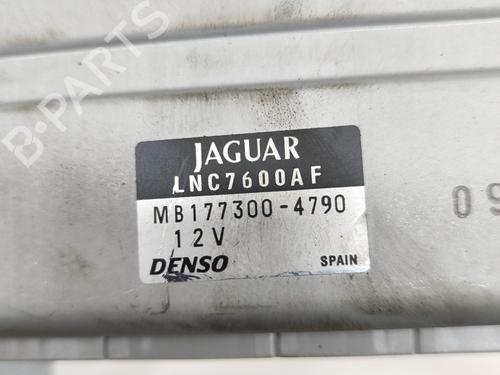 B-PARTS
JAGUAR
LNC7600AF
MB177300-4790
12V
DENSO SPAIN
09